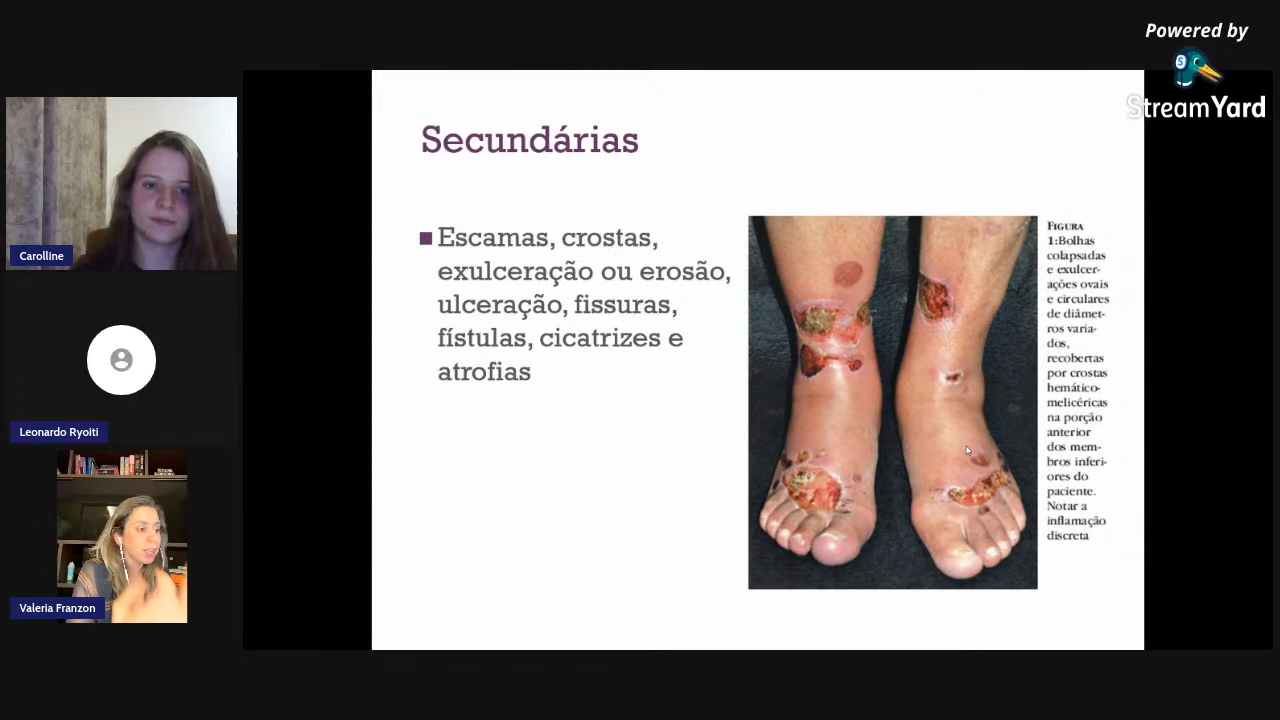 Powered by
StreamYard
Carolline
Leonardo Ryoiti
Valeria Franzon
Secundárias
Escamas, crostas,
exulceração ou erosão,
ulceração, fissuras,
fístulas, cicatrizes e
atrofias
FIGURA
1:Bolhas
colapsadas
e exulcer-
ações ovais
e circulares
de diâmet-
ros varia-
dos,
recobertas
por crostas
hemático-
melicéricas
na porção
anterior
dos mem-
bros inferi-
ores do
paciente.
Notar a
inflamação
discreta